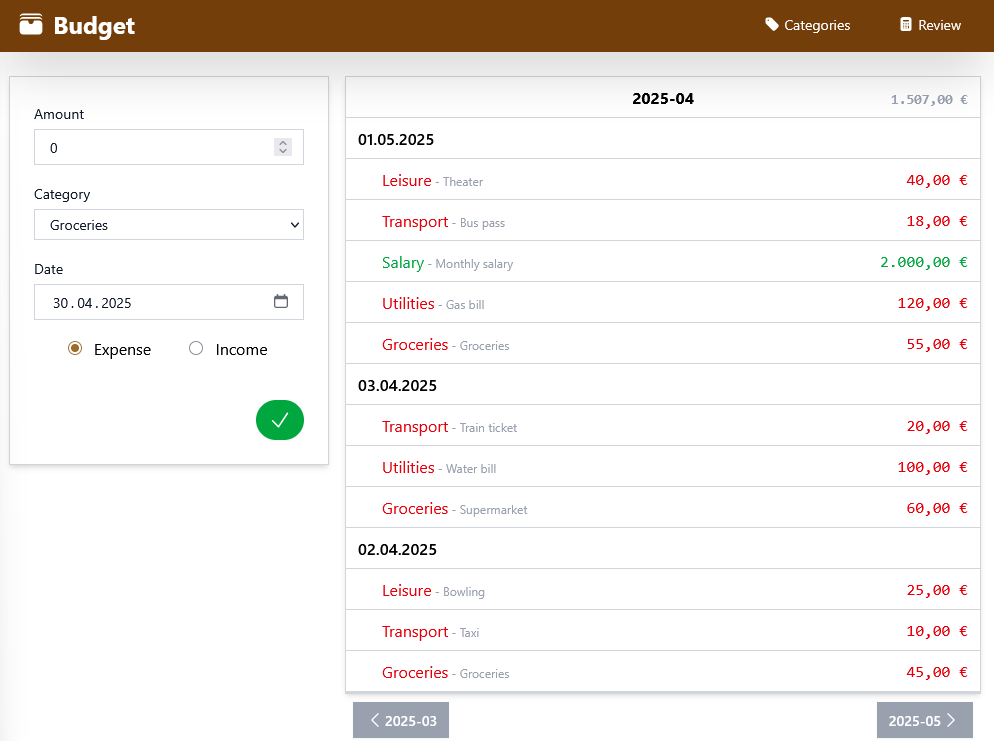 Budget
Categories
Review
Amount
0
Category
Groceries
Date
30.04.2025
Expense
Income
2025-04 1.507,00 €
01.05.2025
Leisure - Theater 40,00 €
Transport - Bus pass 18,00 €
Salary - Monthly salary 2.000,00 €
Utilities - Gas bill 120,00 €
Groceries - Groceries 55,00 €
03.04.2025
Transport - Train ticket 20,00 €
Utilities - Water bill 100,00 €
Groceries - Supermarket 60,00 €
02.04.2025
Leisure - Bowling 25,00 €
Transport - Taxi 10,00 €
Groceries - Groceries 45,00 €
2025-03
2025-05